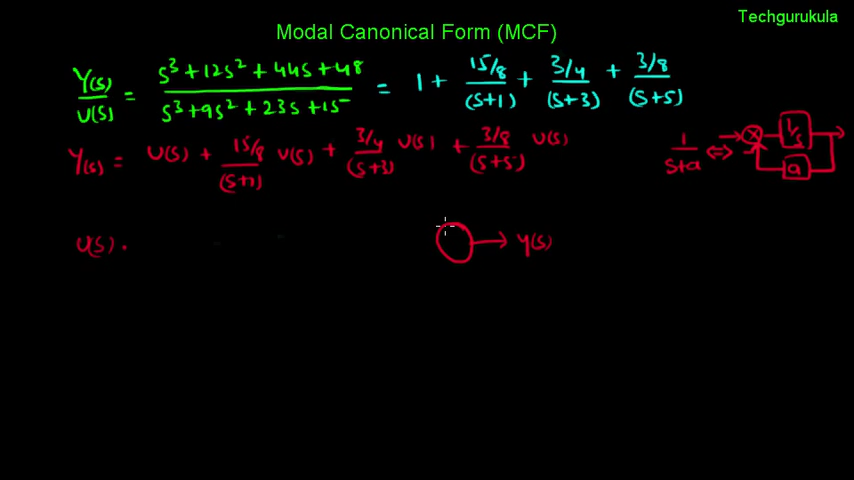 Techgurukula
Modal Canonical Form (MCF)
Y(s)/U(s) = (s³+12s²+44s+48)/(s³+9s²+23s+15) = 1 + (15/8)/(s+1) + (3/4)/(s+3) + (3/8)/(s+5)
Y(s) = U(s) + (15/8)/(s+1) U(s) + (3/4)/(s+3) U(s) + (3/8)/(s+5) U(s)
1/(s+a) ⇔ 1/s
a
U(s) . → Y(s)